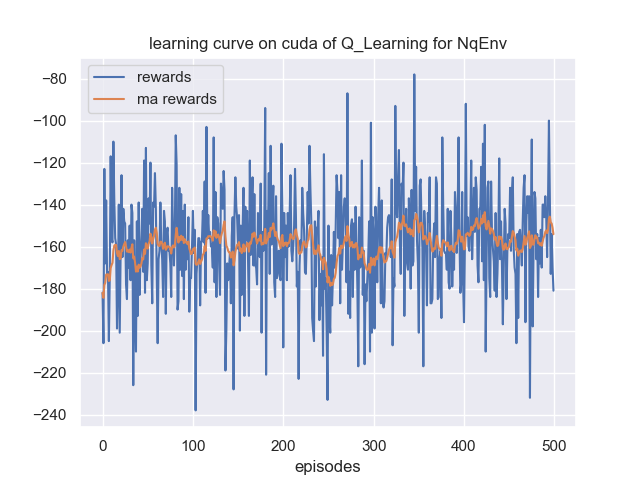 learning curve on cuda of Q_Learning for NqEnv
rewards
ma rewards
−80
−100
−120
−140
−160
−180
−200
−220
−240
0 100 200 300 400 500
episodes